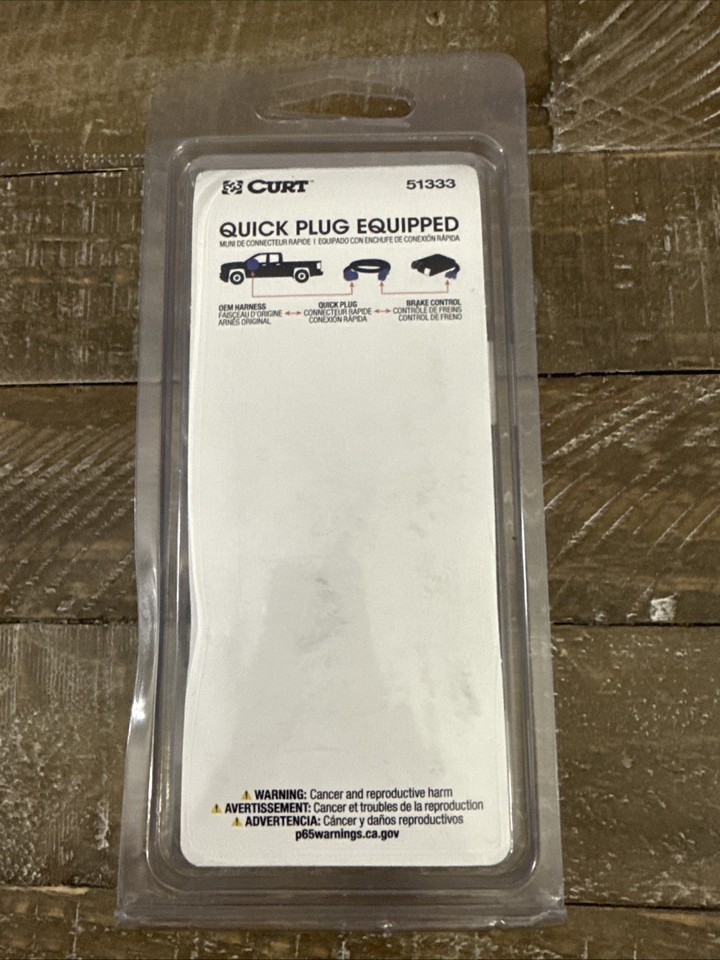 CURT™ 51333
QUICK PLUG EQUIPPED
MUNI DE CONNECTEUR RAPIDE I EQUIPADO CON ENCHUFE DE CONEXIÓN RÁPIDA
OEM HARNESS
FAISCEAU D'ORIGINE
ARNÉS ORIGINAL
QUICK PLUG
CONNECTEUR RAPIDE
CONEXIÓN RÁPIDA
BRAKE CONTROL
CONTRÔLE DE FREINS
CONTROL DE FRENO
WARNING: Cancer and reproductive harm
AVERTISSEMENT: Cancer et troubles de la reproduction
ADVERTENCIA: Cáncer y daños reproductivos
p65warnings.ca.gov